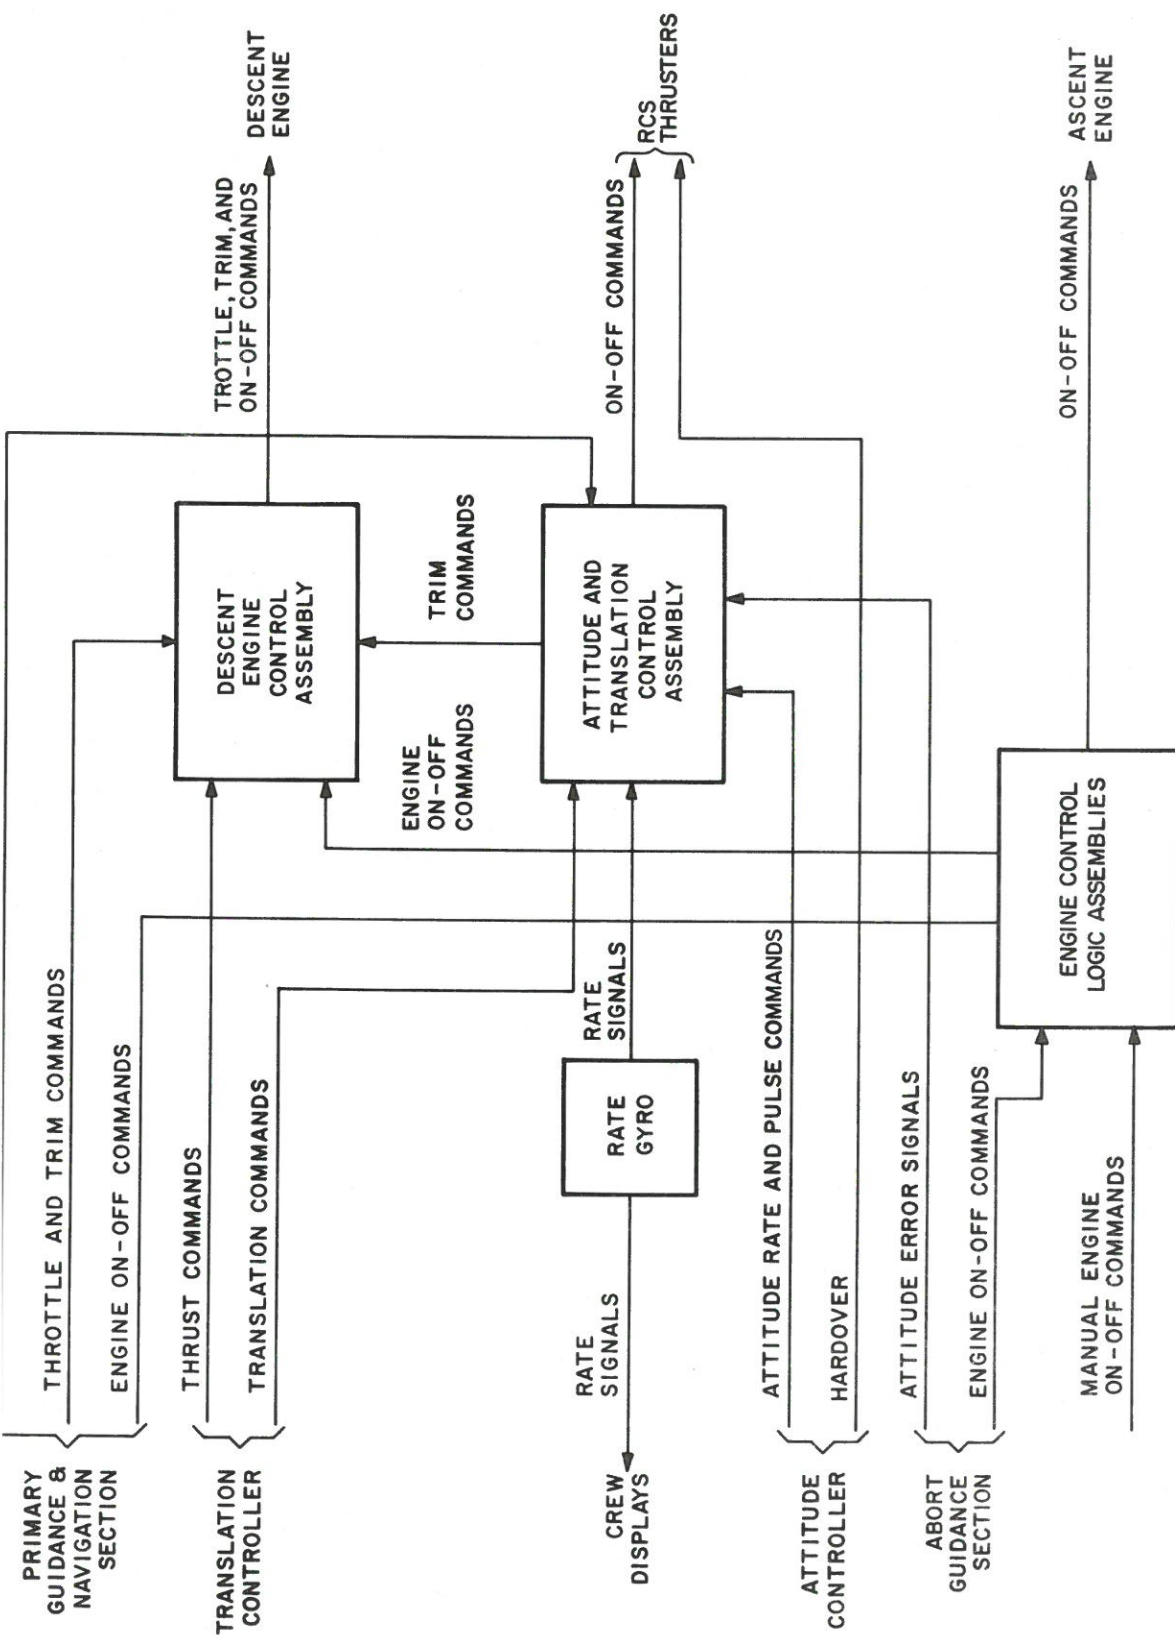 PRIMARY
GUIDANCE &
NAVIGATION
SECTION
THROTTLE AND TRIM COMMANDS
ENGINE ON-OFF COMMANDS
TRANSLATION
CONTROLLER
THRUST COMMANDS
TRANSLATION COMMANDS
DESCENT
ENGINE
CONTROL
ASSEMBLY
TROTTLE, TRIM, AND
ON-OFF COMMANDS
DESCENT
ENGINE
ENGINE
ON-OFF
COMMANDS
TRIM
COMMANDS
CREW
DISPLAYS
RATE
SIGNALS
RATE
GYRO
RATE
SIGNALS
ATTITUDE AND
TRANSLATION
CONTROL
ASSEMBLY
ON-OFF COMMANDS
RCS
THRUSTERS
ATTITUDE
CONTROLLER
ATTITUDE RATE AND PULSE COMMANDS
HARDOVER
ABORT
GUIDANCE
SECTION
ATTITUDE ERROR SIGNALS
ENGINE ON-OFF COMMANDS
MANUAL ENGINE
ON-OFF COMMANDS
ENGINE CONTROL
LOGIC ASSEMBLIES
ON-OFF COMMANDS
ASCENT
ENGINE